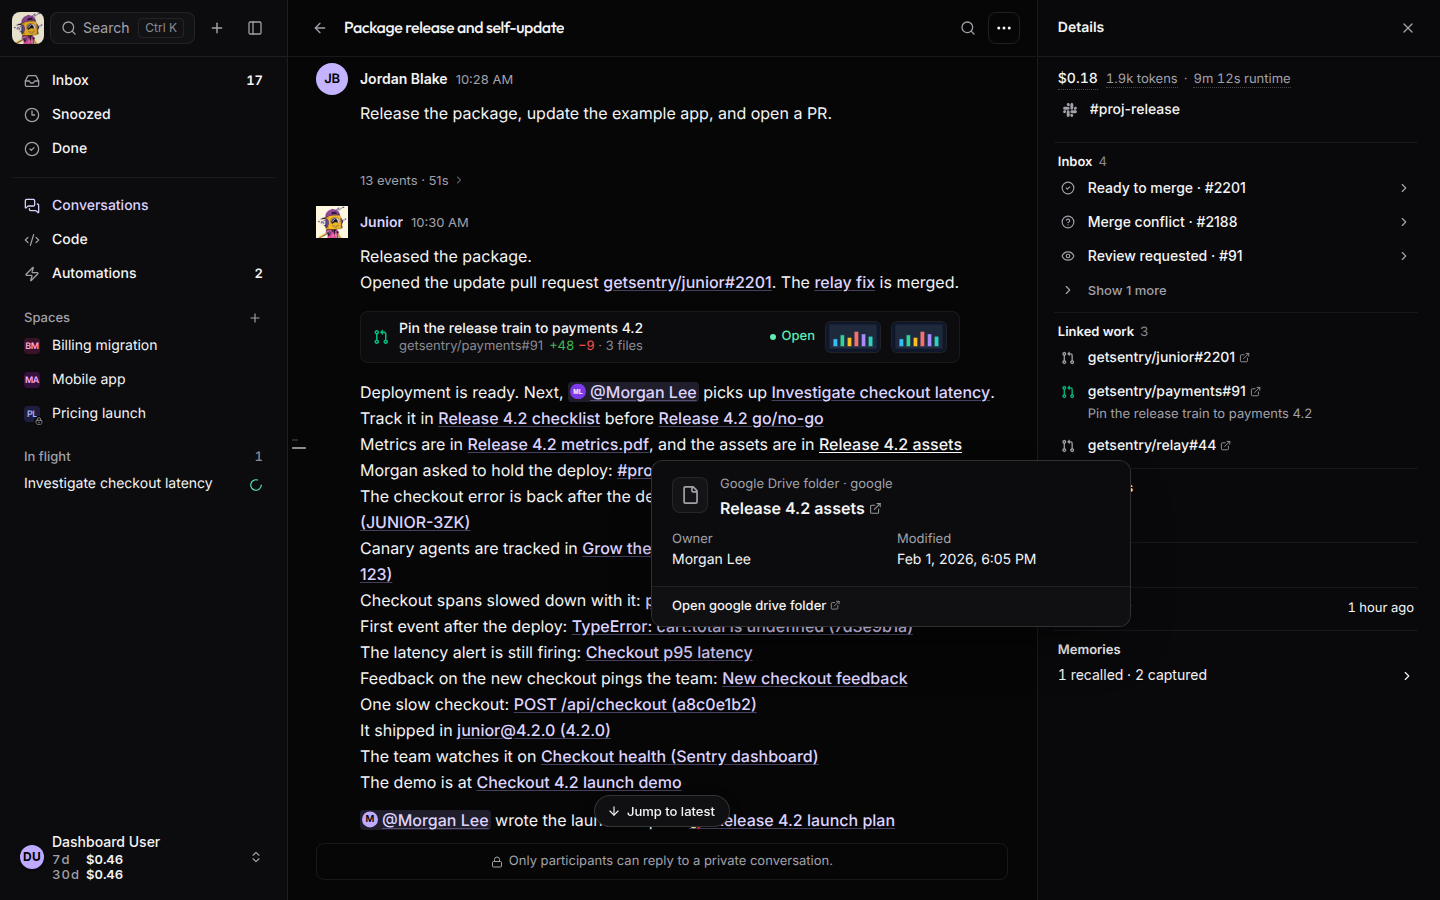 Search Ctrl K
Inbox 17
Snoozed
Done
Conversations
Code
Automations 2
Spaces
BM Billing migration
MA Mobile app
PL Pricing launch
In flight 1
Investigate checkout latency
DU Dashboard User
7d $0.46
30d $0.46
Package release and self-update
JB Jordan Blake 10:28 AM
Release the package, update the example app, and open a PR.
13 events · 51s
Junior 10:30 AM
Released the package.
Opened the update pull request getsentry/junior#2201. The relay fix is merged.
Pin the release train to payments 4.2
getsentry/payments#91 +48 −9 · 3 files
Open
Deployment is ready. Next, ML @Morgan Lee picks up Investigate checkout latency.
Track it in Release 4.2 checklist before Release 4.2 go/no-go
Metrics are in Release 4.2 metrics.pdf, and the assets are in Release 4.2 assets
Morgan asked to hold the deploy:
The checkout error is back after the
(JUNIOR-3ZK)
Canary agents are tracked in Grow the
123)
Checkout spans slowed down with it:
First event after the deploy: TypeError: cart.total is undefined (7d3e9b1a)
The latency alert is still firing: Checkout p95 latency
Feedback on the new checkout pings the team: New checkout feedback
One slow checkout: POST /api/checkout (a8c0e1b2)
It shipped in junior@4.2.0 (4.2.0)
The team watches it on Checkout health (Sentry dashboard)
The demo is at Checkout 4.2 launch demo
M @Morgan Lee wrote the Release 4.2 launch plan
Jump to latest
Only participants can reply to a private conversation.
Google Drive folder · google
Release 4.2 assets
Owner Modified
Morgan Lee Feb 1, 2026, 6:05 PM
Open google drive folder
Details
$0.18 1.9k tokens · 9m 12s runtime
#proj-release
Inbox 4
Ready to merge · #2201
Merge conflict · #2188
Review requested · #91
Show 1 more
Linked work 3
getsentry/junior#2201
getsentry/payments#91
Pin the release train to payments 4.2
getsentry/relay#44
1 hour ago
Memories
1 recalled · 2 captured